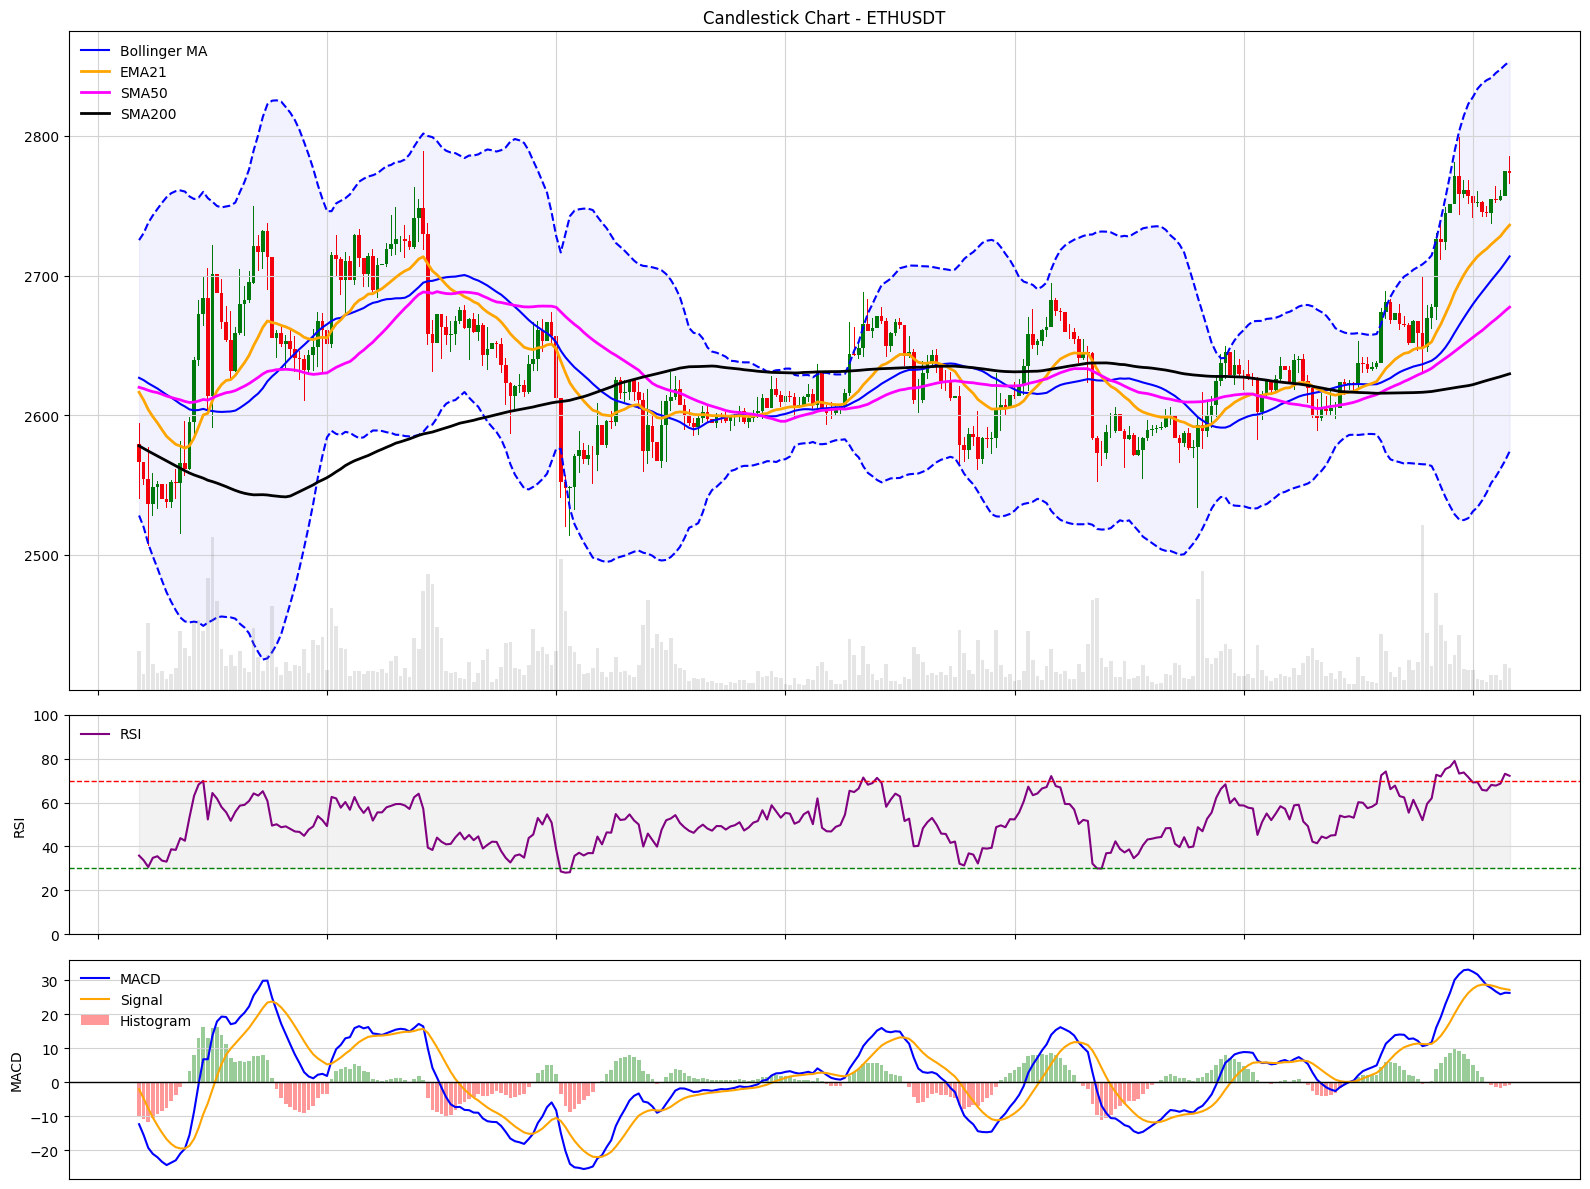 Candlestick Chart - ETHUSDT
Bollinger MA
EMA21
SMA50
SMA200
2800
2700
2600
2500
RSI
RSI
100
80
60
40
20
0
MACD
Signal
Histogram
MACD
30
20
10
0
−10
−20